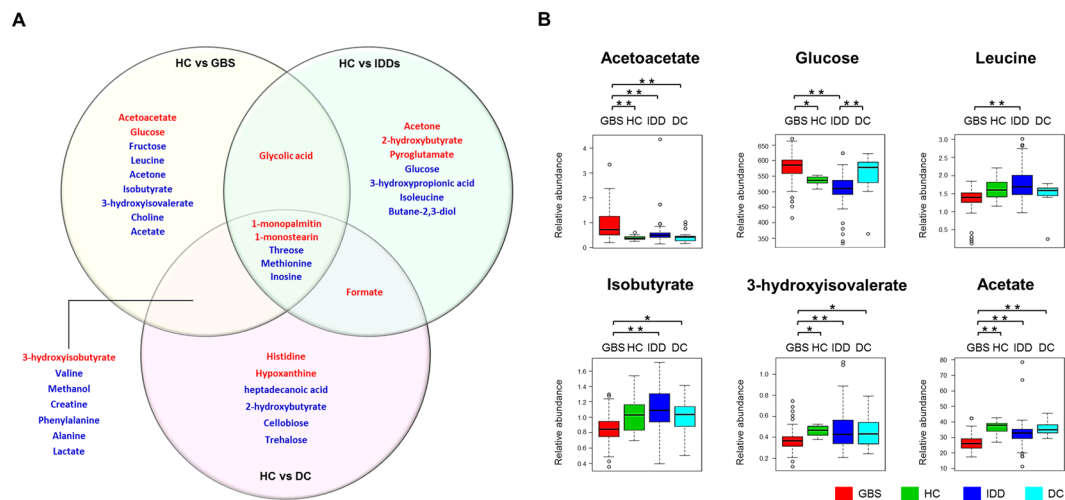 A
HC vs GBS
HC vs IDDs
Acetoacetate
Glucose
Fructose
Leucine
Acetone
Isobutyrate
3-hydroxyisovalerate
Choline
Acetate
Glycolic acid
Acetone
2-hydroxybutyrate
Pyroglutamate
Glucose
3-hydroxypropionic acid
Isoleucine
Butane-2,3-diol
1-monopalmitin
1-monostearin
Threose
Methionine
Inosine
Formate
3-hydroxyisobutyrate
Valine
Methanol
Creatine
Phenylalanine
Alanine
Lactate
Histidine
Hypoxanthine
heptadecanoic acid
2-hydroxybutyrate
Cellobiose
Trehalose
HC vs DC
B
Acetoacetate
* *
* *
* *
GBS HC IDD DC
Relative abundance
4
3
2
1
0
Glucose
* *
* * *
GBS HC IDD DC
Relative abundance
650
600
550
500
450
400
350
Leucine
* *
GBS HC IDD DC
Relative abundance
3.0
2.5
2.0
1.5
1.0
0.5
0.0
Isobutyrate
*
* *
GBS HC IDD DC
Relative abundance
1.6
1.4
1.2
1.0
0.8
0.6
0.4
3-hydroxyisovalerate
*
* *
*
GBS HC IDD DC
Relative abundance
1.0
0.8
0.6
0.4
0.2
Acetate
* *
* *
* *
GBS HC IDD DC
Relative abundance
80
70
60
50
40
30
20
10
GBS HC IDD DC